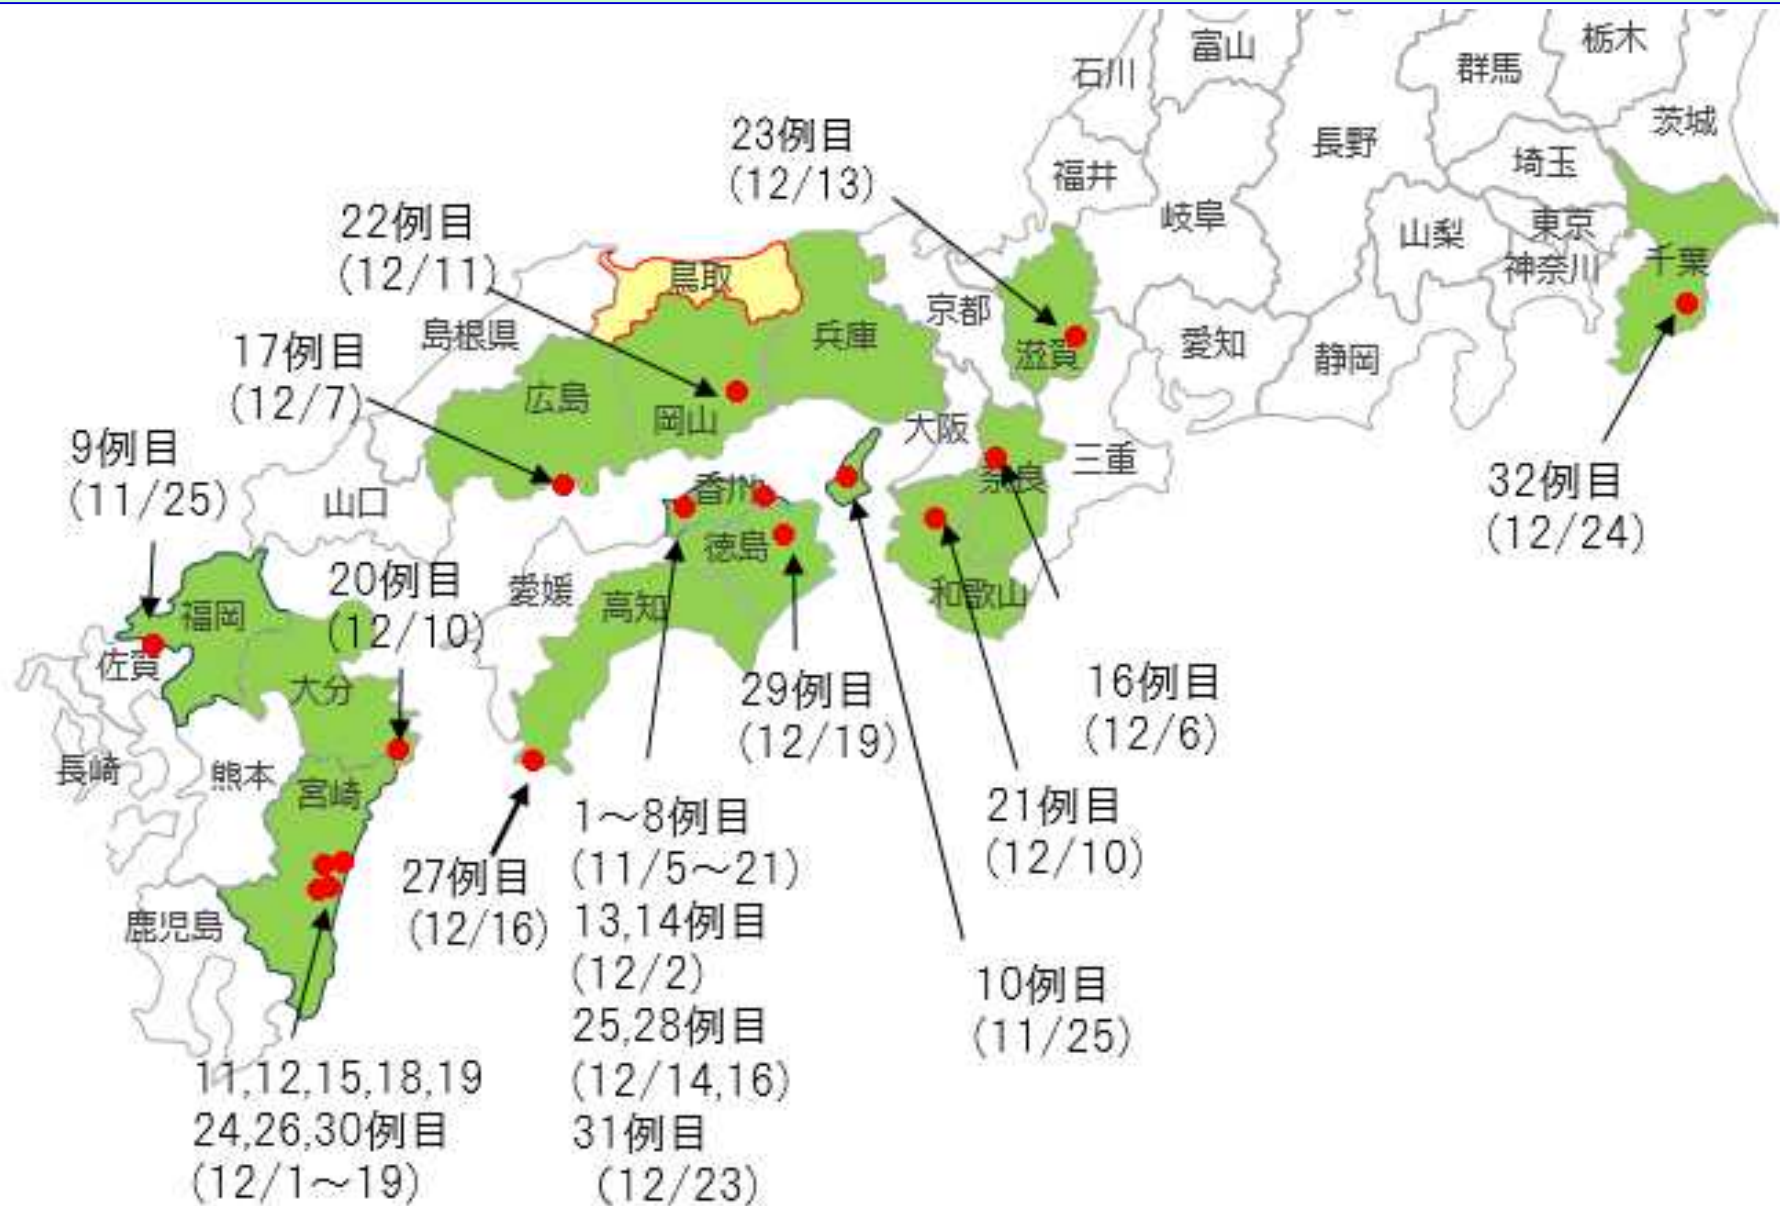 栃木
富山
群馬
石川
茨城
23例目
(12/13)
長野
埼玉
福井
22例目
(12/11)
岐阜
東京
山梨
千葉
神奈川
鳥取
京都
島根県
兵庫
17例目
(12/7)
滋賀
愛知
静岡
広島
岡山
大阪
9例目
(11/25)
三重
香川
奈良
32例目
(12/24)
山口
徳島
20例目
(12/10)
愛媛
高知
和歌山
福岡
佐賀
大分
29例目
(12/19)
16例目
(12/6)
長崎
熊本
宮崎
21例目
(12/10)
1～8例目
(11/5～21)
13,14例目
(12/2)
25,28例目
(12/14,16)
31例目
(12/23)
27例目
(12/16)
鹿児島
10例目
(11/25)
11,12,15,18,19
24,26,30例目
(12/1～19)